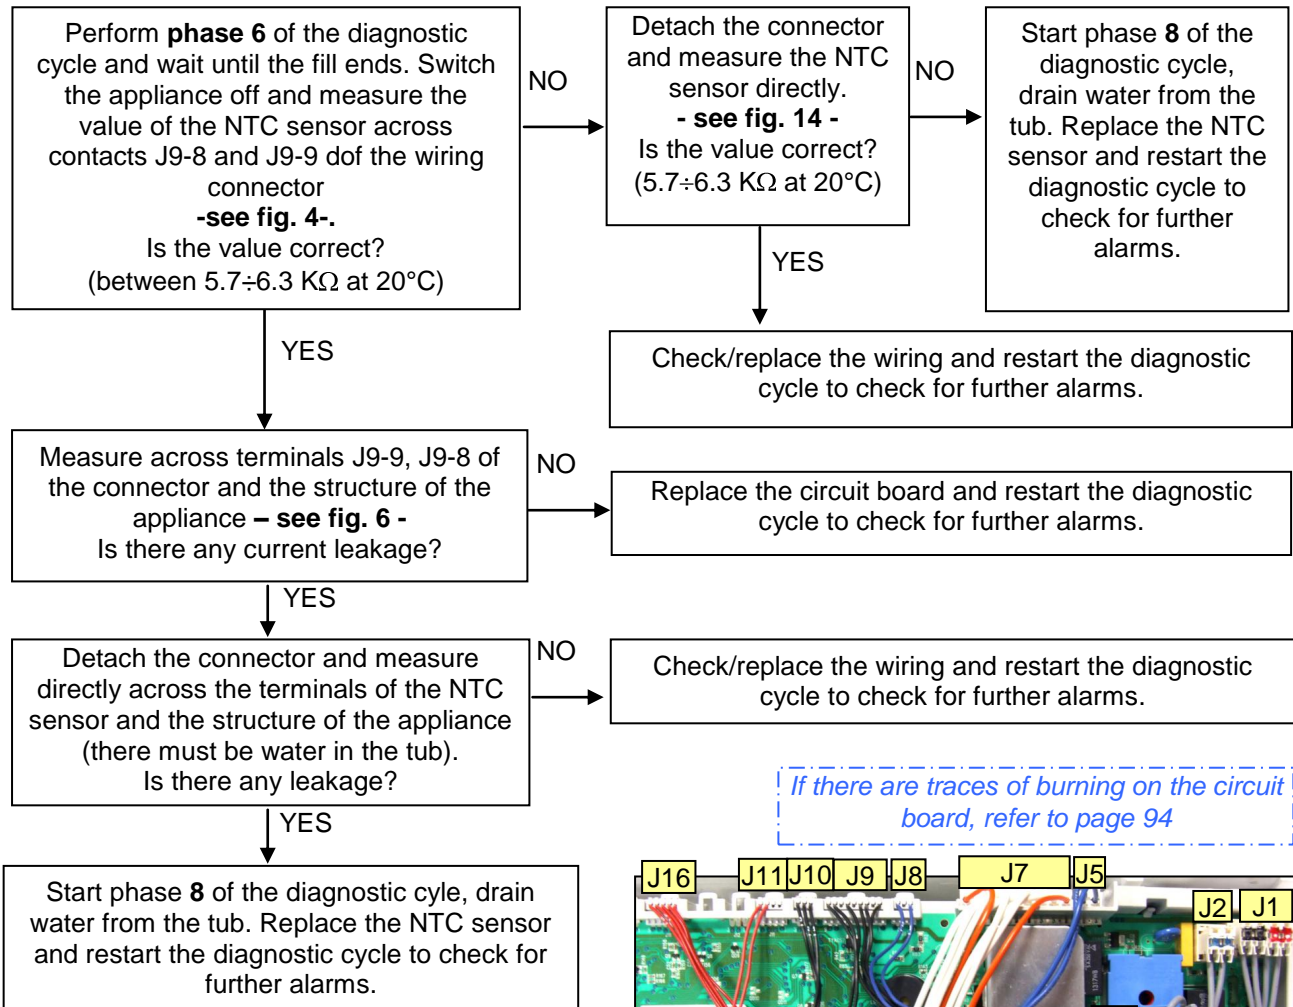 Perform phase 6 of the diagnostic
cycle and wait until the fill ends. Switch
the appliance off and measure the
value of the NTC sensor across
contacts J9-8 and J9-9 dof the wiring
connector
-see fig. 4-.
Is the value correct?
(between 5.7÷6.3 KΩ at 20°C)
NO
Detach the connector
and measure the NTC
sensor directly.
- see fig. 14 -
Is the value correct?
(5.7÷6.3 KΩ at 20°C)
NO
Start phase 8 of the
diagnostic cycle,
drain water from the
tub. Replace the NTC
sensor and restart the
diagnostic cycle to
check for further
alarms.
YES
YES
Check/replace the wiring and restart the diagnostic
cycle to check for further alarms.
Measure across terminals J9-9, J9-8 of
the connector and the structure of the
appliance – see fig. 6 -
Is there any current leakage?
NO
Replace the circuit board and restart the diagnostic
cycle to check for further alarms.
YES
Detach the connector and measure
directly across the terminals of the NTC
sensor and the structure of the appliance
(there must be water in the tub).
Is there any leakage?
NO
Check/replace the wiring and restart the diagnostic
cycle to check for further alarms.
YES
If there are traces of burning on the circuit
board, refer to page 94
Start phase 8 of the diagnostic cyle, drain
water from the tub. Replace the NTC sensor
and restart the diagnostic cycle to check for
further alarms.
J16 J11 J10 J9 J8 J7 J5 J2 J1